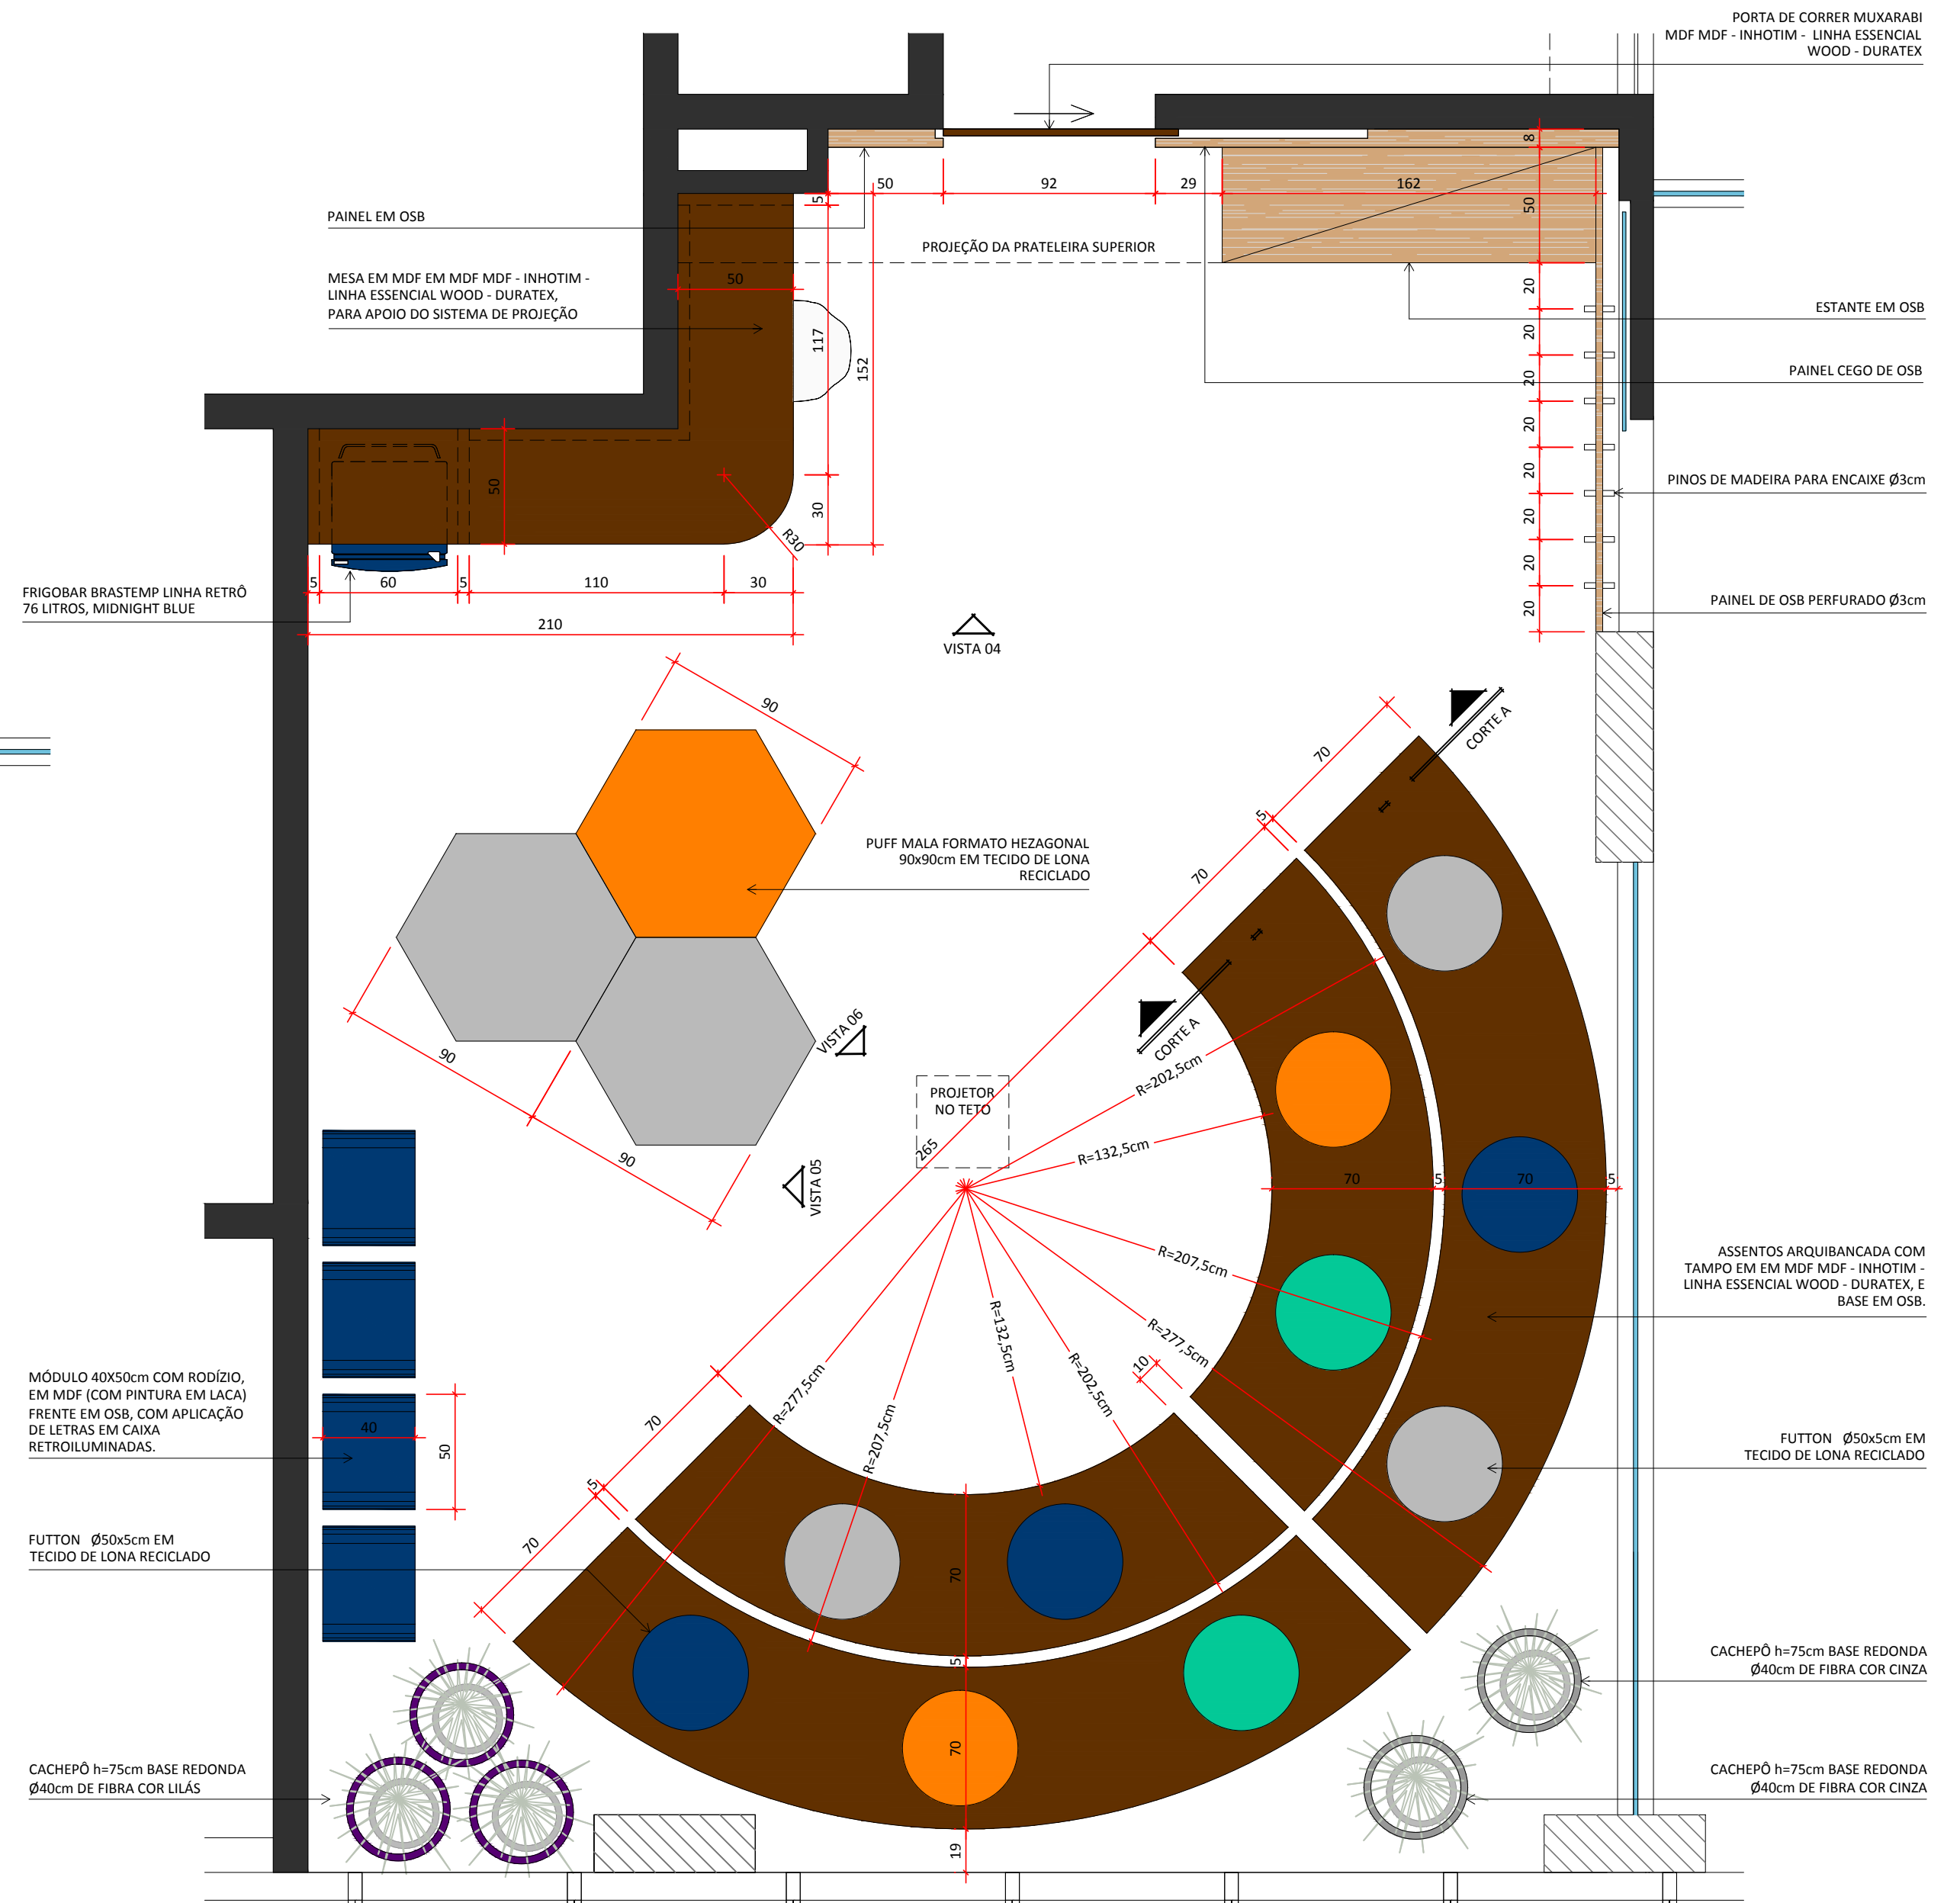 PORTA DE CORRER MUXARABI
MDF MDF - INHOTIM - LINHA ESSENCIAL
WOOD - DURATEX
8
50
92
29
162
5
50
PAINEL EM OSB
PROJEÇÃO DA PRATELEIRA SUPERIOR
MESA EM MDF EM MDF MDF - INHOTIM -
LINHA ESSENCIAL WOOD - DURATEX,
PARA APOIO DO SISTEMA DE PROJEÇÃO
50
117
152
30
R30
50
20
20
20
20
20
20
20
20
ESTANTE EM OSB
PAINEL CEGO DE OSB
PINOS DE MADEIRA PARA ENCAIXE Ø3cm
PAINEL DE OSB PERFURADO Ø3cm
5
60
5
110
30
210
FRIGOBAR BRASTEMP LINHA RETRÔ
76 LITROS, MIDNIGHT BLUE
VISTA 04
90
CORTE A
70
5
70
PUFF MALA FORMATO HEZAGONAL
90x90cm EM TECIDO DE LONA
RECICLADO
90
90
VISTA 06
VISTA 05
CORTE A
PROJETOR
NO TETO
265
R=202,5cm
R=132,5cm
70
5
70
5
R=207,5cm
R=277,5cm
R=132,5cm
R=202,5cm
R=277,5cm
R=207,5cm
10
ASSENTOS ARQUIBANCADA COM
TAMPO EM EM MDF MDF - INHOTIM -
LINHA ESSENCIAL WOOD - DURATEX, E
BASE EM OSB.
MÓDULO 40X50cm COM RODÍZIO,
EM MDF (COM PINTURA EM LACA)
FRENTE EM OSB, COM APLICAÇÃO
DE LETRAS EM CAIXA
RETROILUMINADAS.
40
50
70
5
70
FUTTON Ø50x5cm EM
TECIDO DE LONA RECICLADO
FUTTON Ø50x5cm EM
TECIDO DE LONA RECICLADO
70
5
70
19
CACHEPÔ h=75cm BASE REDONDA
Ø40cm DE FIBRA COR CINZA
CACHEPÔ h=75cm BASE REDONDA
Ø40cm DE FIBRA COR LILÁS
CACHEPÔ h=75cm BASE REDONDA
Ø40cm DE FIBRA COR CINZA